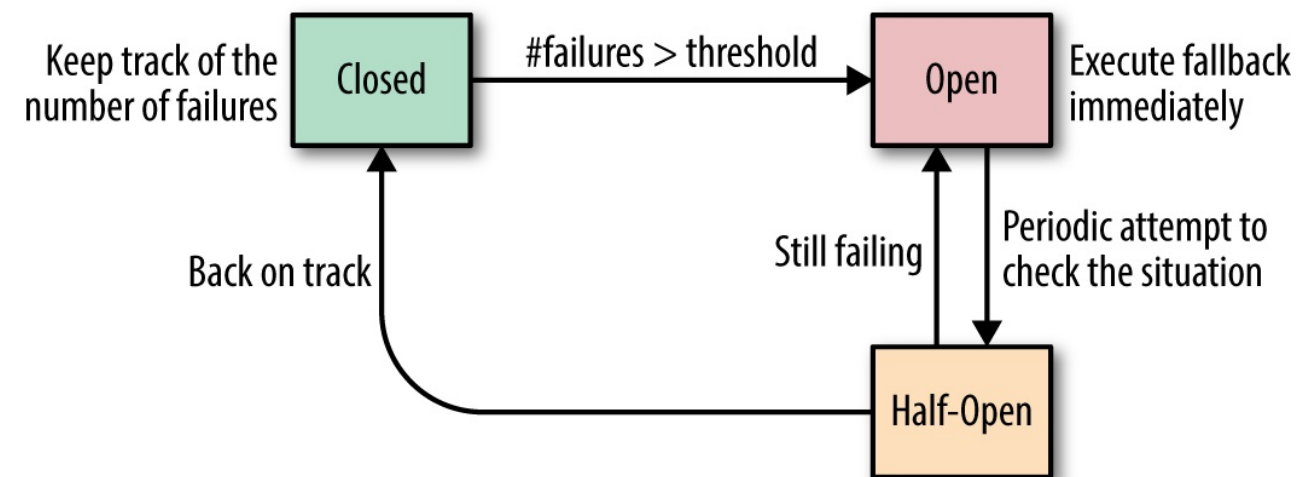 Keep track of the
number of failures
Closed
#failures > threshold
Open
Execute fallback
immediately
Back on track
Still failing
Periodic attempt to
check the situation
Half-Open